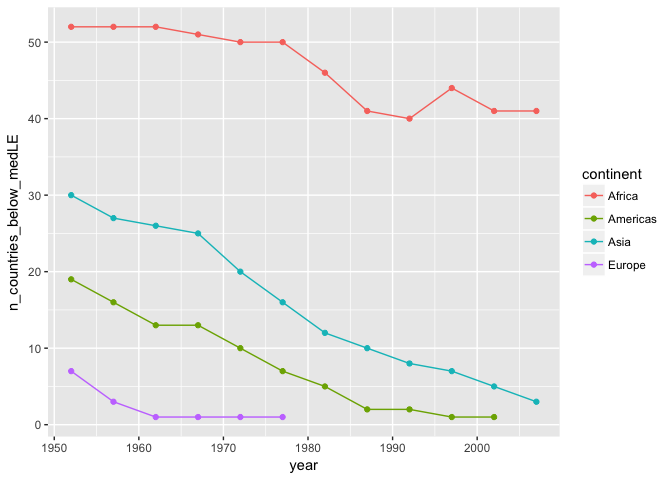 50
40
30
20
10
0
n_countries_below_medLE
1950 1960 1970 1980 1990 2000
year
continent
Africa
Americas
Asia
Europe